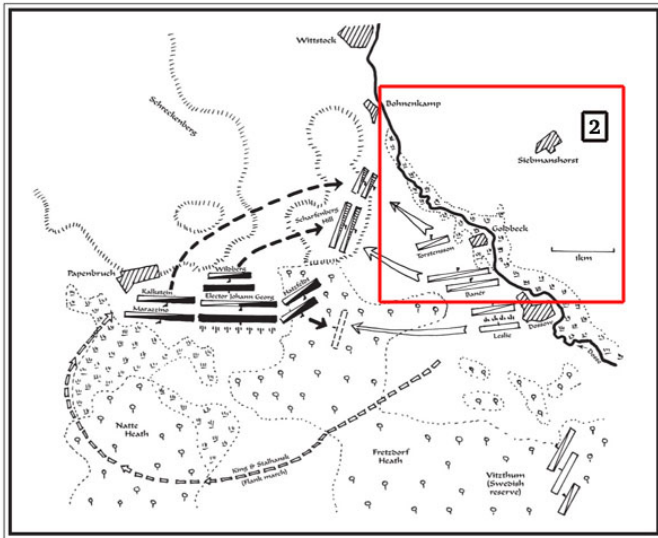 Wittstock
Bohnenkamp
2
Schreckenberg
Siebmanshorst
Scharfenberg
Hill
Goldbeck
Torstensson
1km
Papenbruch
Wildberg
Kalkstein
Elector Johann Georg
Hatzfeldt
Marazzino
Banér
Dossow
Leslie
Dosse
Natte
Heath
King & Stalhansk
(Flank march)
Fretzdorf
Heath
Vitzthum
(Swedish
reserve)